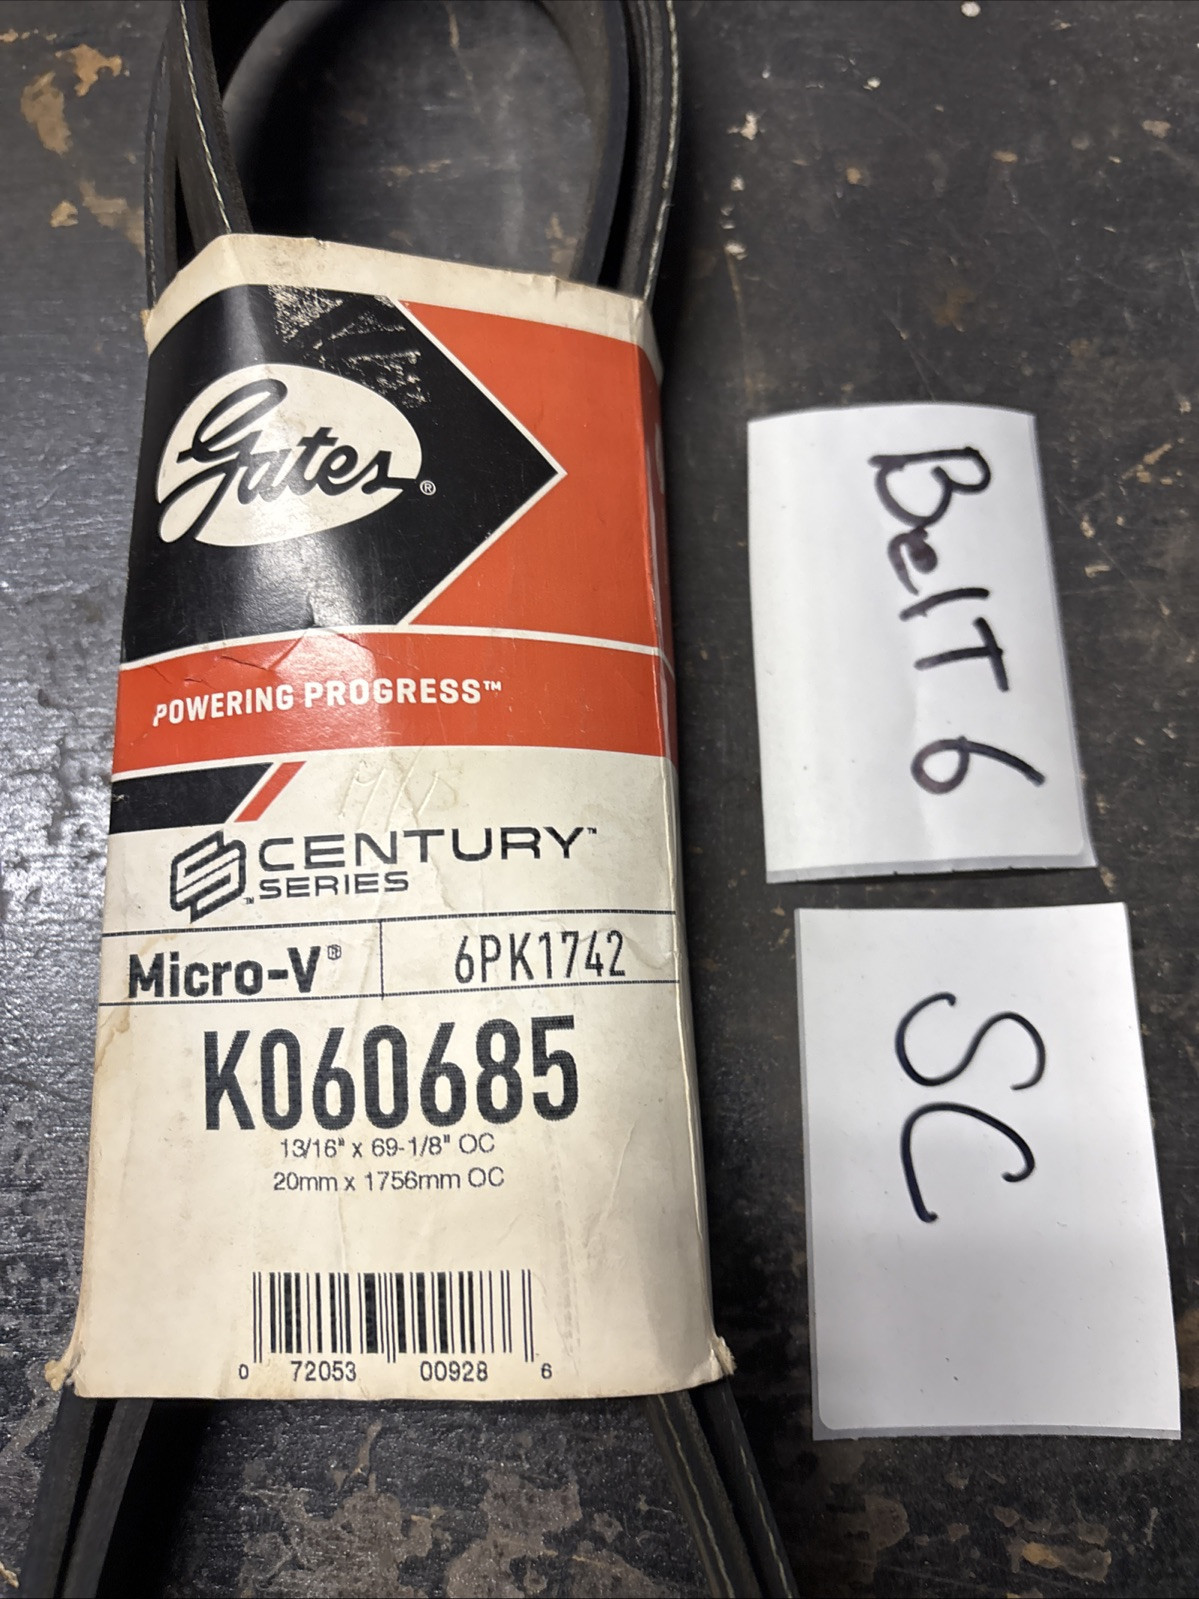 Gates®
POWERING PROGRESS™
CENTURY™
SERIES
Micro-V® 6PK1742
K060685
13/16" x 69-1/8" OC
20mm x 1756mm OC
0 72053 00928 6
BelT 6
SC